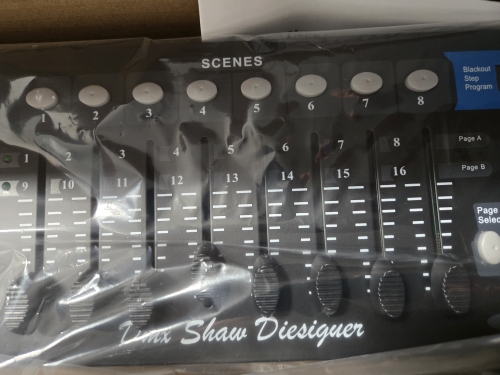 SCENES
1 2 3 4 5 6 7 8
Blackout
Step
Program
1 2 3 4 5 6 7 8
Page A
9 10 11 12 13 14 15 16
Page B
Page
Selec
Dmx Shaw Diesiguer